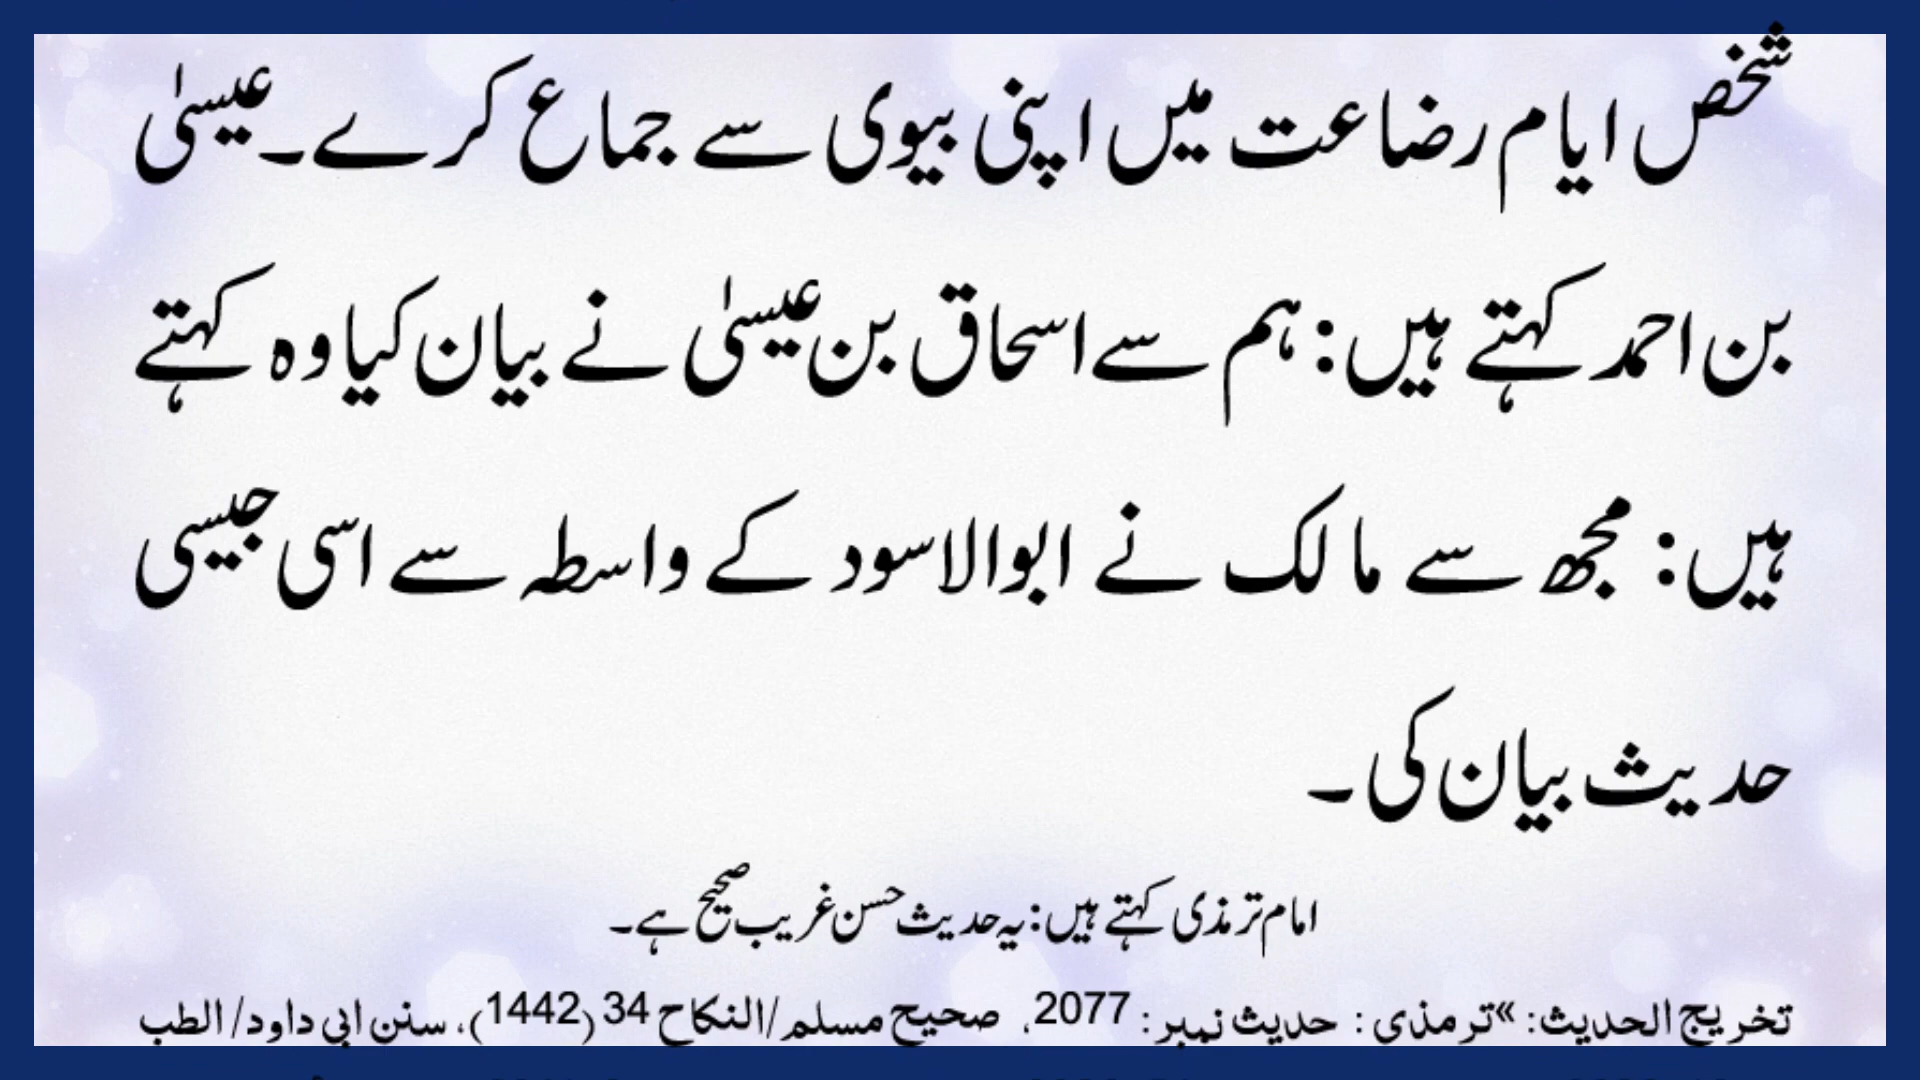 شخص ایام رضاعت میں اپنی بیوی سے جماع کرے۔ عیسیٰ
بن احمد کہتے ہیں: ہم سے اسحاق بن عیسیٰ نے بیان کیا وہ کہتے
ہیں: مجھ سے مالک نے ابوالاسود کے واسطہ سے اسی جیسی
حدیث بیان کی۔
امام ترمذی کہتے ہیں: یہ حدیث حسن غریب صحیح ہے۔
تخریج الحدیث: »ترمذی : حدیث نمبر : 2077، صحیح مسلم/النکاح 34 (1442)، سنن ابی داود/ الطب